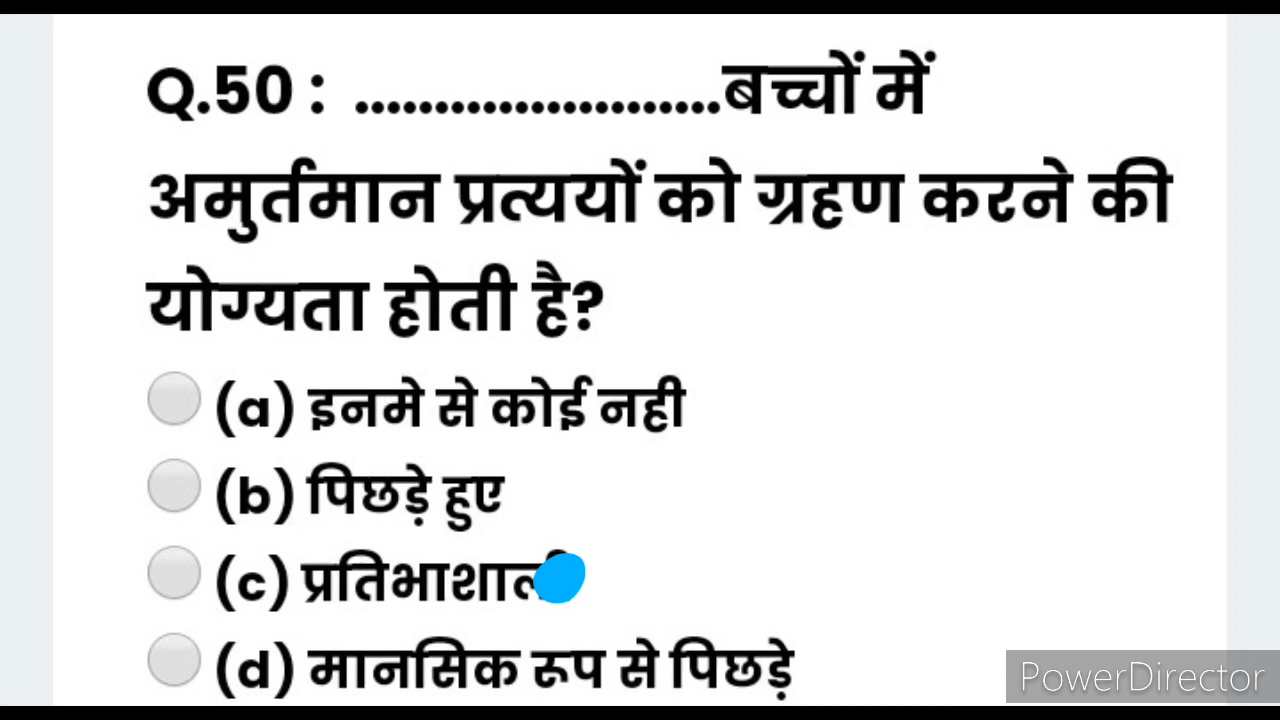 Q.50 : .......................बच्चों में
अमुर्तमान प्रत्ययों को ग्रहण करने की
योग्यता होती है?
(a) इनमे से कोई नही
(b) पिछड़े हुए
(c) प्रतिभाशाली
(d) मानसिक रूप से पिछड़े
PowerDirector